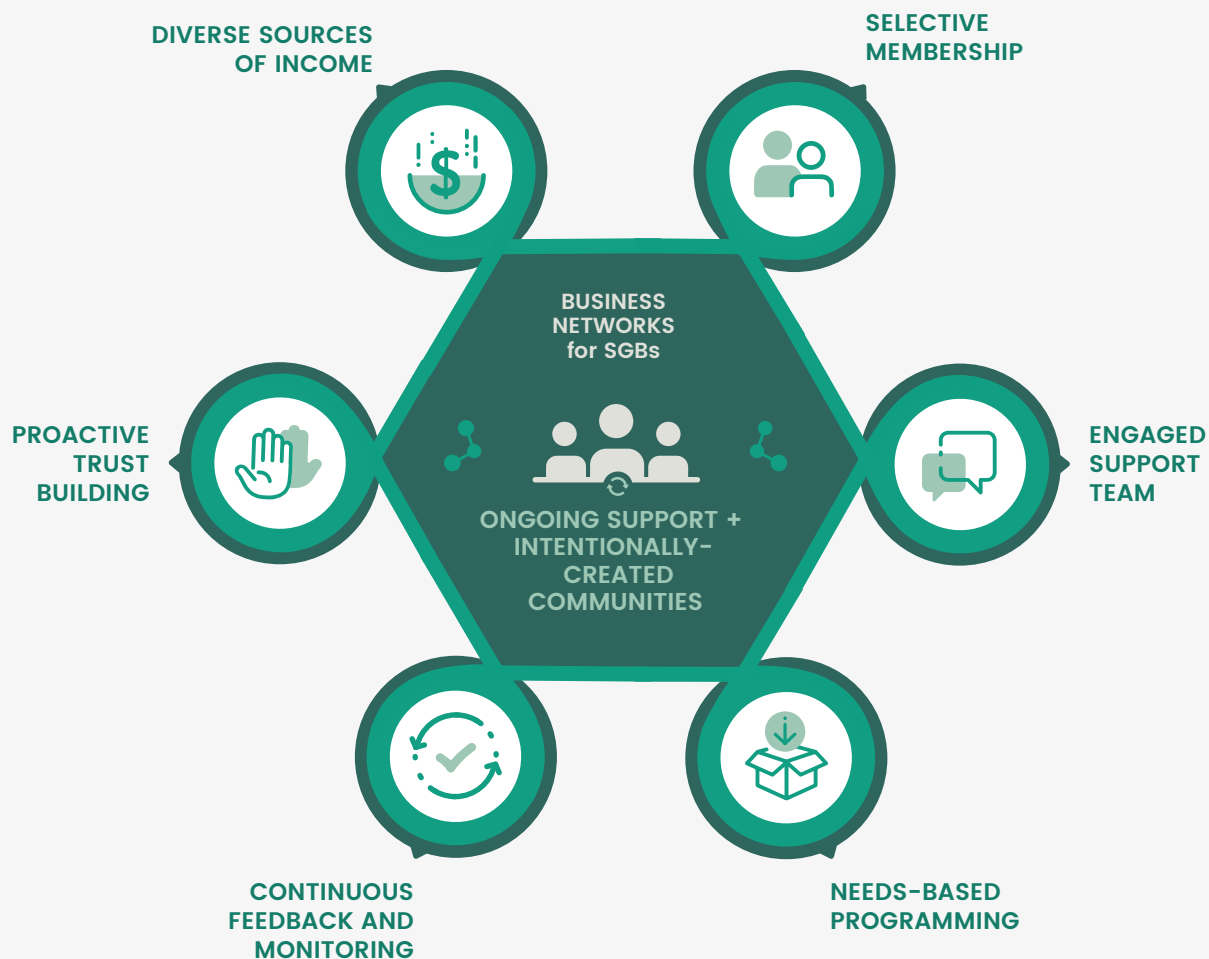 DIVERSE SOURCES
OF INCOME
SELECTIVE
MEMBERSHIP
BUSINESS
NETWORKS
for SGBs
PROACTIVE
TRUST
BUILDING
ENGAGED
SUPPORT
TEAM
ONGOING SUPPORT +
INTENTIONALLY-
CREATED
COMMUNITIES
CONTINUOUS
FEEDBACK AND
MONITORING
NEEDS-BASED
PROGRAMMING